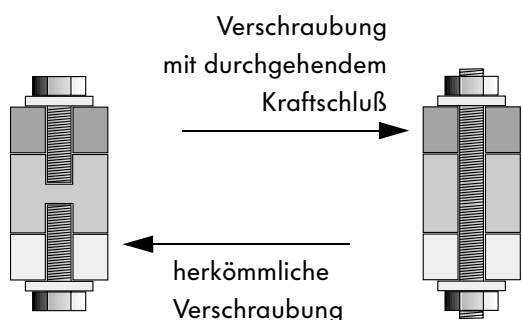 Verschraubung
mit durchgehendem
Kraftschluß
herkömmliche
Verschraubung